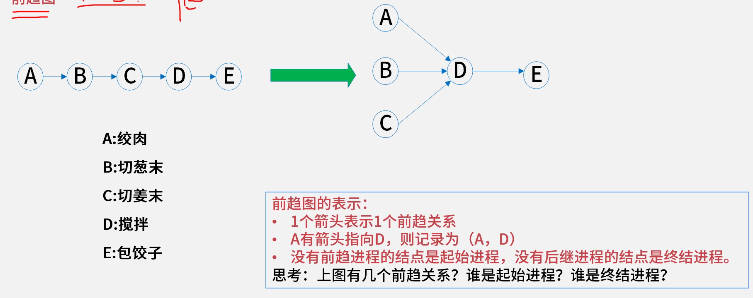 前趋图
A B C D E
A
B
D
E
C
A:绞肉
B:切葱末
C:切姜末
D:搅拌
E:包饺子
前趋图的表示：
• 1个箭头表示1个前趋关系
• A有箭头指向D，则记录为（A，D）
• 没有前趋进程的结点是起始进程，没有后继进程的结点是终结进程。
思考：上图有几个前趋关系？谁是起始进程？谁是终结进程？